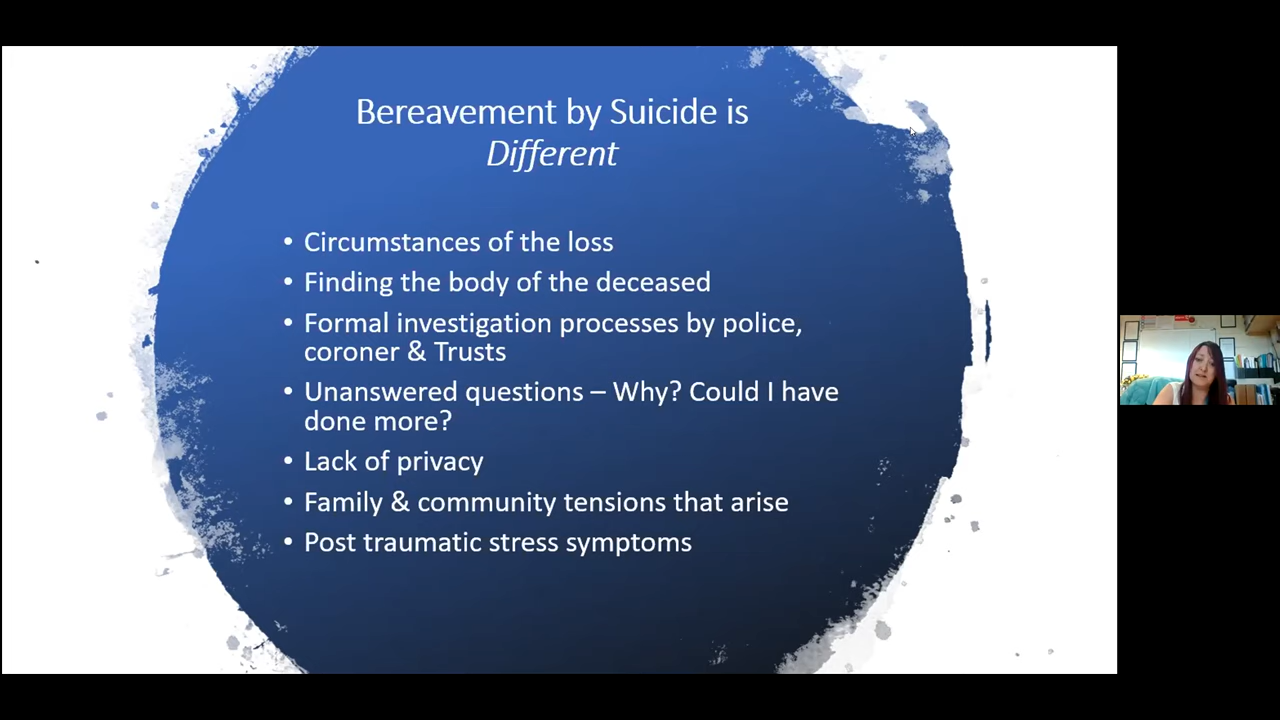 Bereavement by Suicide is
Different
• Circumstances of the loss
• Finding the body of the deceased
• Formal investigation processes by police,
coroner & Trusts
• Unanswered questions – Why? Could I have
done more?
• Lack of privacy
• Family & community tensions that arise
• Post traumatic stress symptoms